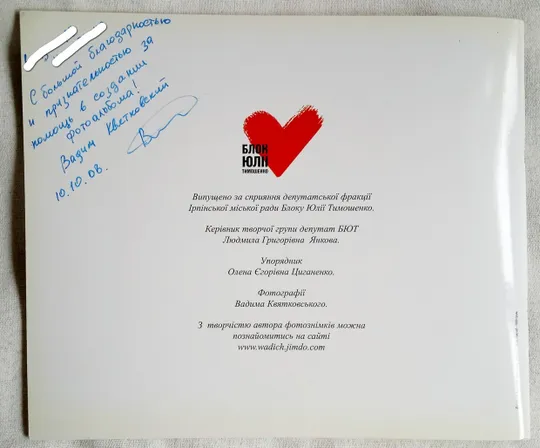 С большой благодарностью
и признательностью за
помощь в создании
фотоальбома!
Вадим Квятковский
10.10.08.
БЛОК
ЮЛІЇ
ТИМОШЕНКО
Випущено за сприяння депутатської фракції
Ірпінської міської ради Блоку Юлії Тимошенко.
Керівник творчої групи депутат БЮТ
Людмила Григорівна Янкова.
Упорядник
Олена Єгорівна Циганенко.
Фотографії
Вадима Квятковського.
З творчістю автора фотознімків можна
познайомитись на сайті
www.wadich.jimdo.com